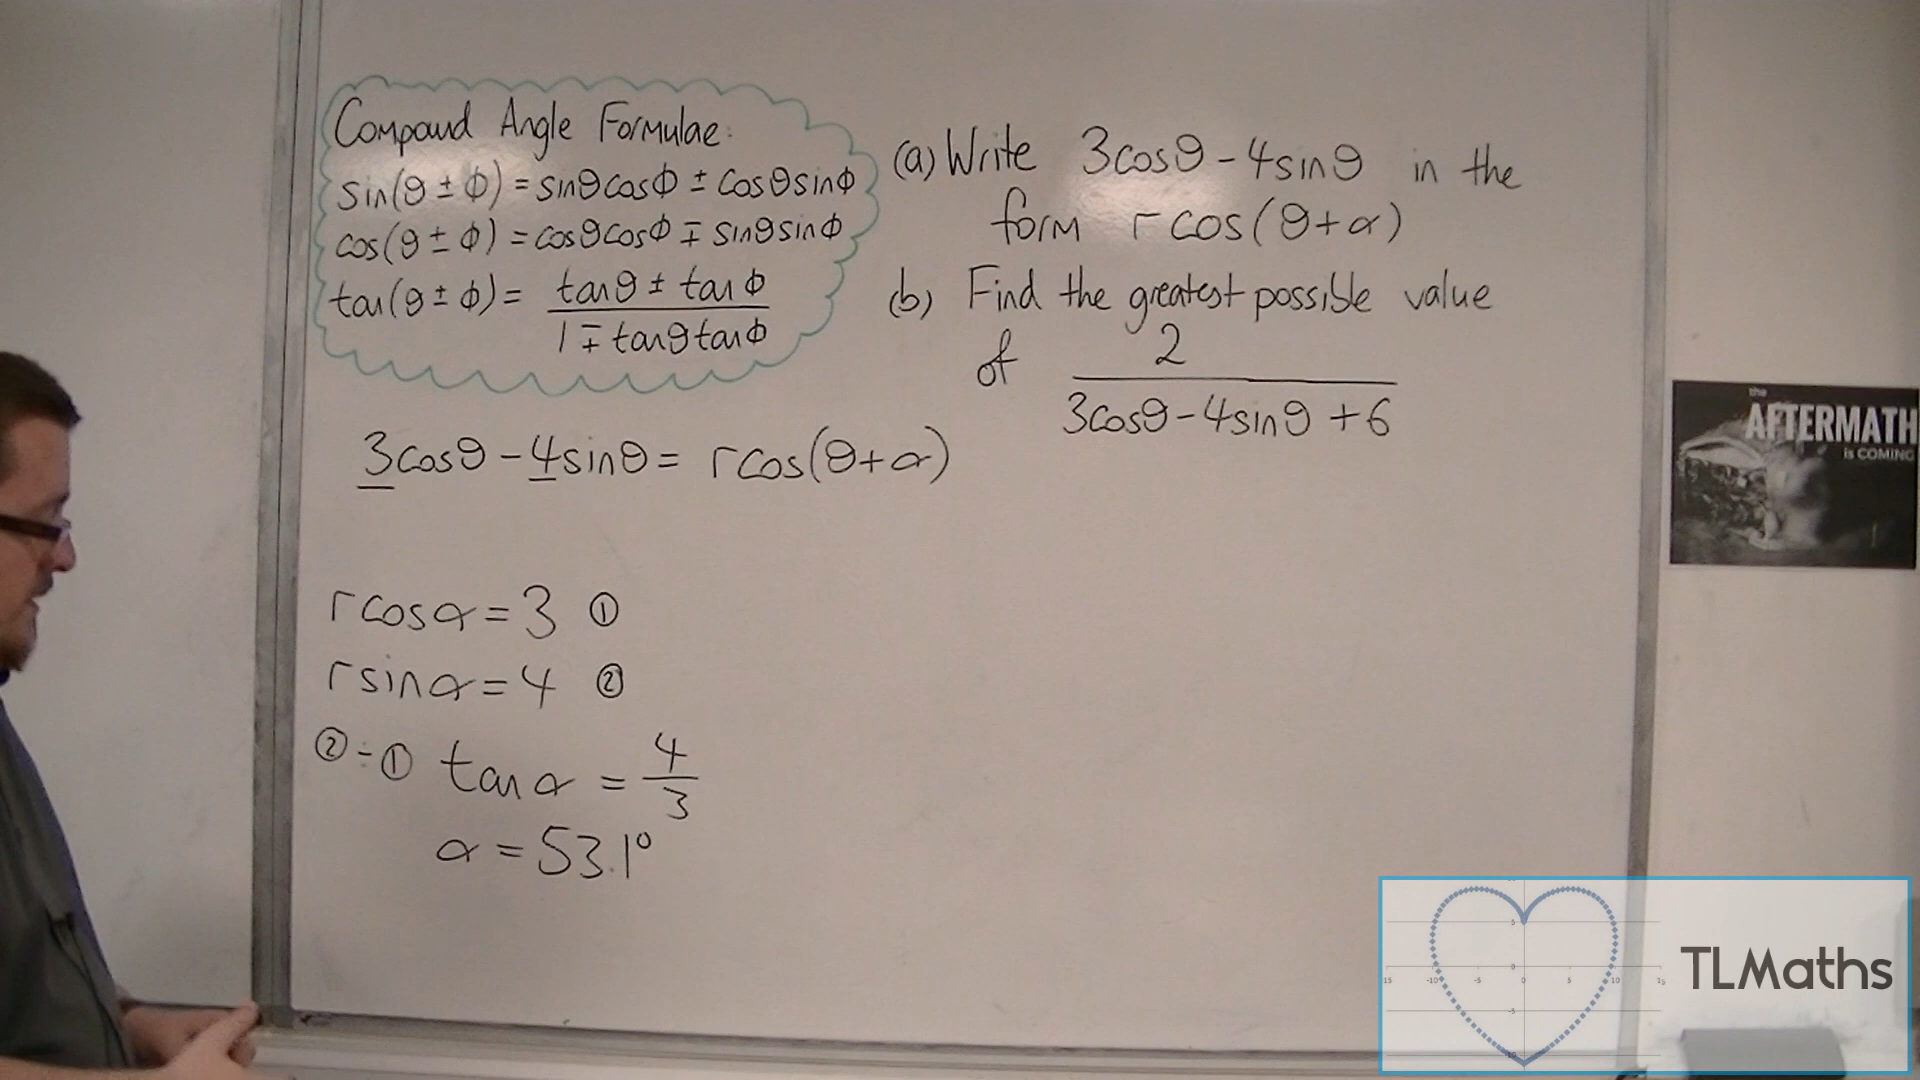 Compound Angle Formulae:
sin(θ ± ϕ) = sinθcosϕ ± cosθsinϕ
cos(θ ± ϕ) = cosθcosϕ ∓ sinθsinϕ
tan(θ ± ϕ) = tanθ ± tanϕ
1 ∓ tanθtanϕ
(a) Write 3cosθ - 4sinθ in the
form rcos(θ+α)
(b) Find the greatest possible value
of 2
3cosθ - 4sinθ + 6
3cosθ - 4sinθ = rcos(θ+α)
rcosα = 3 ①
rsinα = 4 ②
② ÷ ① tanα = 4
3
α = 53.1°
the
AFTERMATH
is COMING
TLMaths